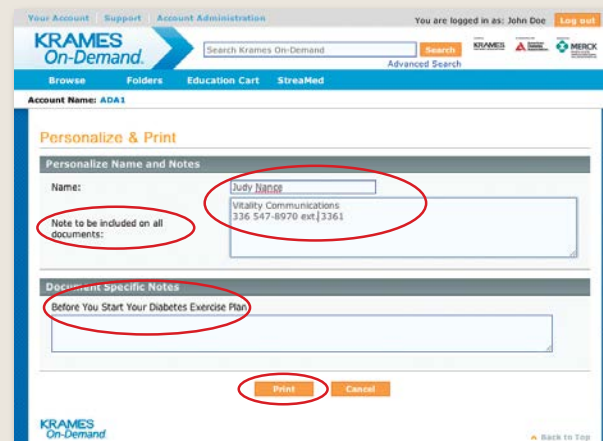 Your Account Support Account Administration
You are logged in as: John Doe Log out
KRAMES
On-Demand.
Search Krames On-Demand Search
Advanced Search
KRAMES
MERCK
Browse Folders Education Cart StreaMed
Account Name: ADA1
Personalize & Print
Personalize Name and Notes
Name: Judy Nance
Note to be included on all
documents:
Vitality Communications
336 547-8970 ext. 3361
Document Specific Notes
Before You Start Your Diabetes Exercise Plan
Print Cancel
KRAMES
On-Demand
Back to Top